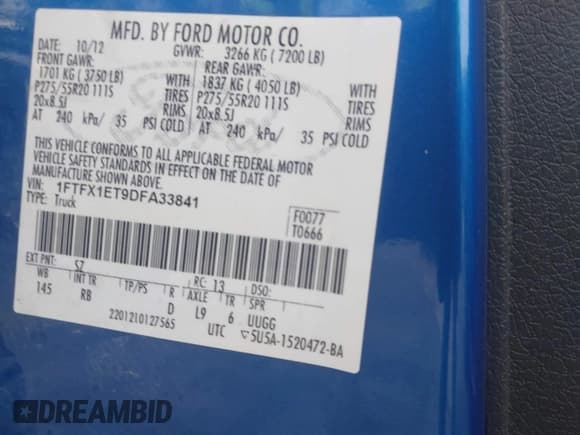 MFD. BY FORD MOTOR CO.
DATE: 10/12 GVWR: 3266 KG ( 7200 LB)
FRONT GAWR: REAR GAWR:
1701 KG ( 3750 LB) WITH 1837 KG ( 4050 LB) WITH
P275/55R20 111S TIRES P275/55R20 111S TIRES
20x8.5J RIMS 20x8.5J RIMS
AT 240 kPa/ 35 PSI COLD AT 240 kPa/ 35 PSI COLD
THIS VEHICLE CONFORMS TO ALL APPLICABLE FEDERAL MOTOR
VEHICLE SAFETY STANDARDS IN EFFECT ON THE DATE OF
MANUFACTURE SHOWN ABOVE.
VIN: 1FTFX1ET9DFA33841
TYPE: Truck
F0077
T0666
EXT PNT: SZ RC: 13 DSO:
WB INT TR TP/PS R AXLE TR SPR
145 RB D L9 6 UUGG
2201210127565 UTC 5U5A-1520472-BA
DREAMBID